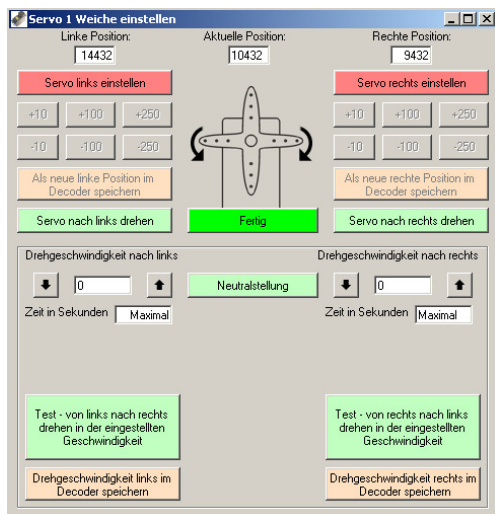 Servo 1 Weiche einstellen
Linke Position:
Aktuelle Position:
Rechte Position:
14432
10432
9432
Servo links einstellen
Servo rechts einstellen
+10 +100 +250
+10 +100 +250
-10 -100 -250
-10 -100 -250
Als neue linke Position im
Decoder speichern
Als neue rechte Position im
Decoder speichern
Servo nach links drehen
Fertig
Servo nach rechts drehen
Drehgeschwindigkeit nach links
Drehgeschwindigkeit nach rechts
0
Neutralstellung
0
Zeit in Sekunden Maximal
Zeit in Sekunden Maximal
Test - von links nach rechts
drehen in der eingestellten
Geschwindigkeit
Test - von rechts nach links
drehen in der eingestellten
Geschwindigkeit
Drehgeschwindigkeit links im
Decoder speichern
Drehgeschwindigkeit rechts im
Decoder speichern